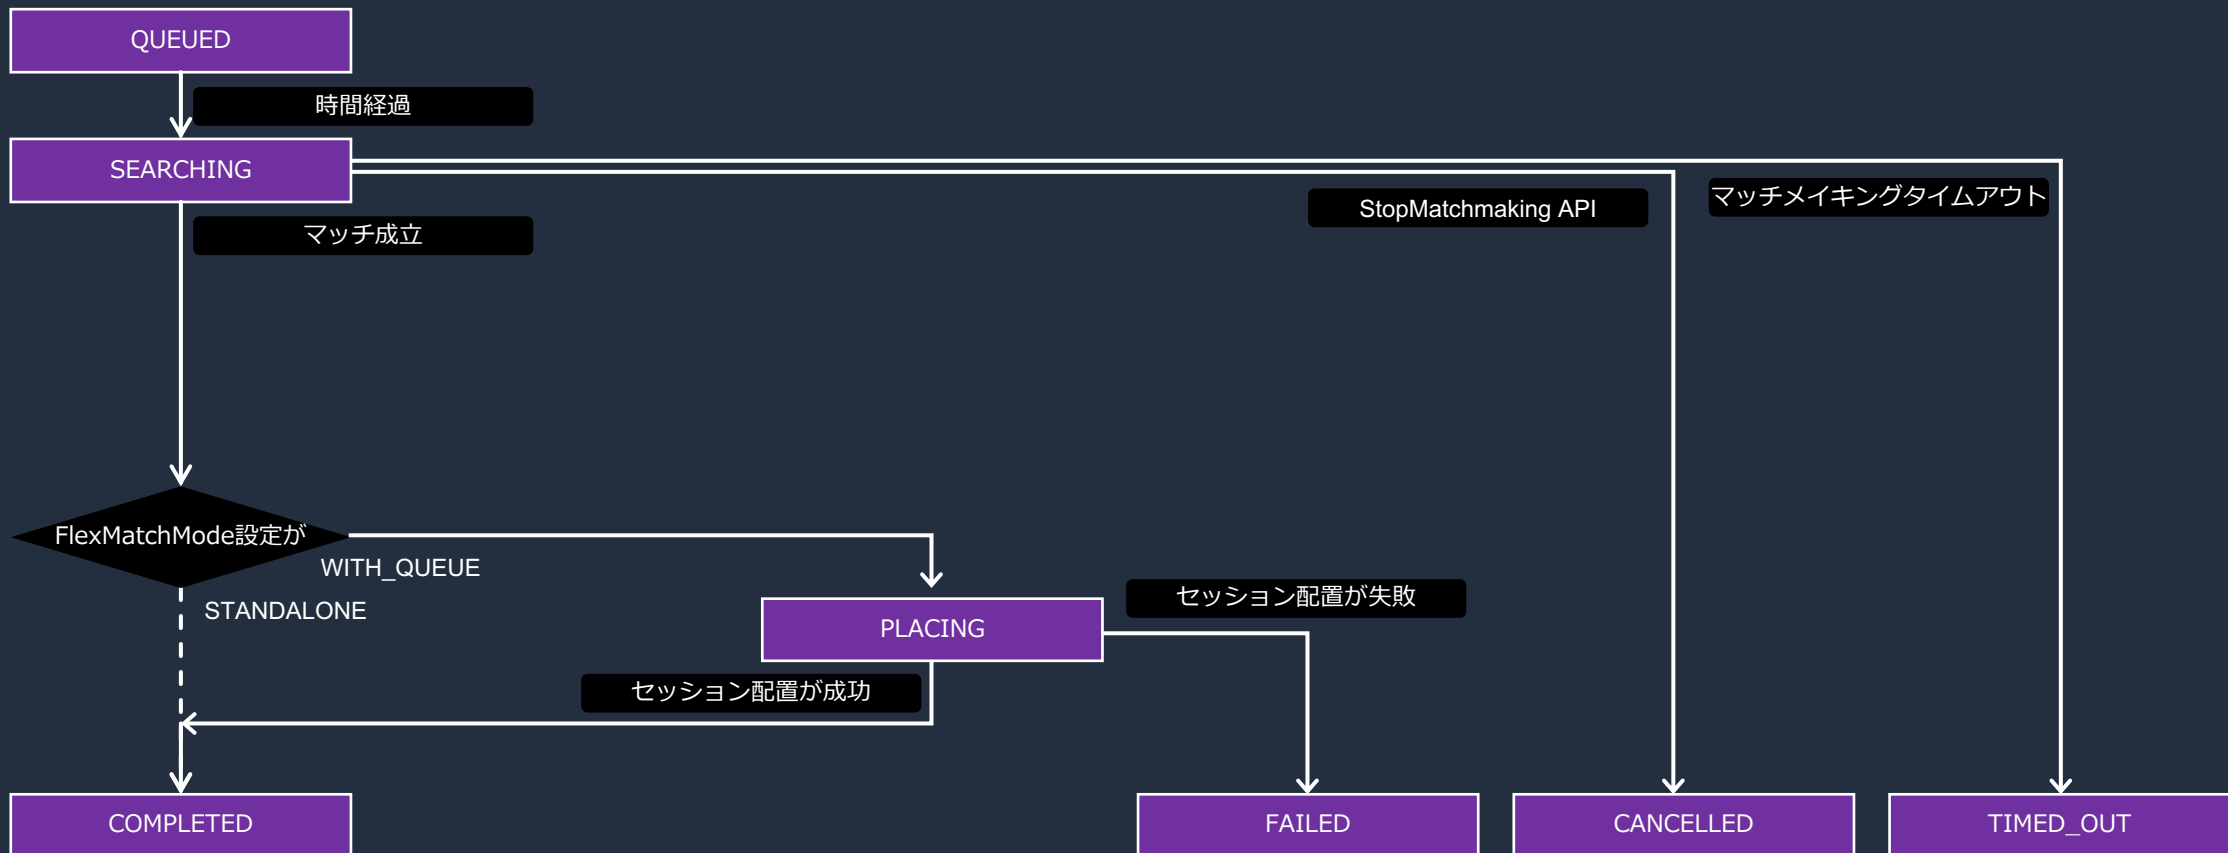 QUEUED
時間経過
SEARCHING
マッチ成立
StopMatchmaking API
マッチメイキングタイムアウト
FlexMatchMode設定が
WITH_QUEUE
STANDALONE
PLACING
セッション配置が失敗
セッション配置が成功
COMPLETED
FAILED
CANCELLED
TIMED_OUT